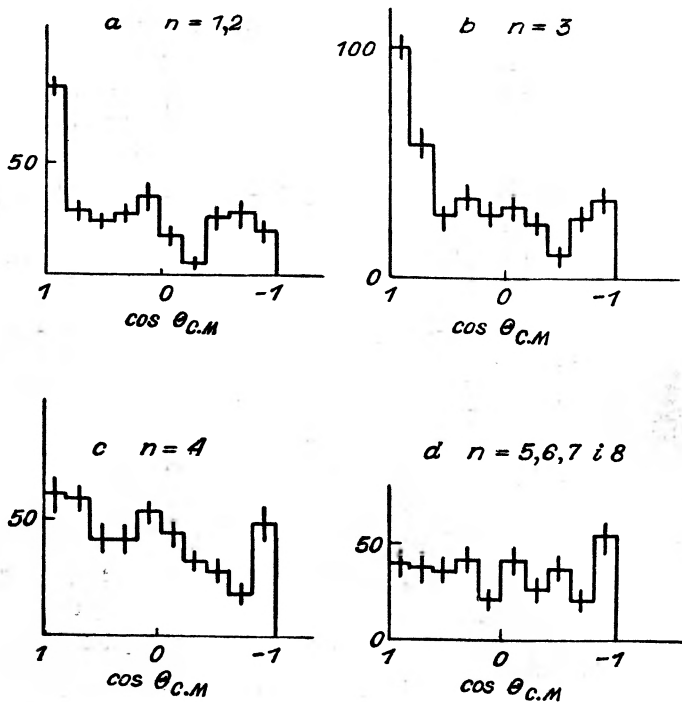 a n = 1,2
50
1 0 -1
cos θC.M
b n = 3
100
0
1 0 -1
cos θC.M
c n = 4
50
1 0 -1
cos θC.M
d n = 5,6,7 i 8
50
0
1 0 -1
cos θC.M